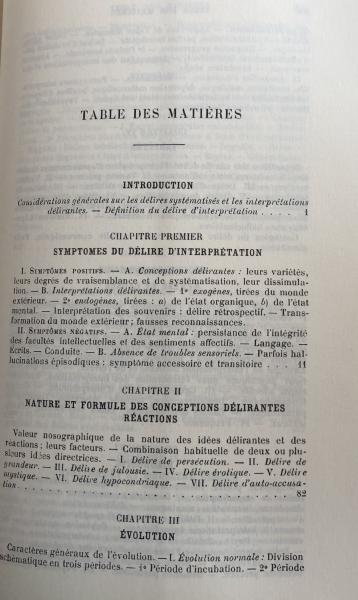 TABLE DES MATIÈRES
INTRODUCTION
Considérations générales sur les délires systématisés et les interprétations
délirantes. — Définition du délire d'interprétation . . . . 1
CHAPITRE PREMIER
SYMPTOMES DU DÉLIRE D'INTERPRÉTATION
I. SYMPTÔMES POSITIFS. — A. Conceptions délirantes : leurs variétés,
leurs degrés de vraisemblance et de systématisation, leur dissimula-
tion. — B. Interprétations délirantes. — 1º exogènes, tirées du monde
extérieur. — 2º endogènes, tirées : a) de l'état organique, b) de l'état
mental. — Interprétation des souvenirs : délire rétrospectif. — Trans-
formation du monde extérieur ; fausses reconnaissances.
II. SYMPTÔMES NÉGATIFS. — A. État mental : persistance de l'intégrité
des facultés intellectuelles et des sentiments affectifs. — Langage. —
Écrits. — Conduite. — B. Absence de troubles sensoriels. — Parfois hal-
lucinations épisodiques : symptome accessoire et transitoire . . . 11
CHAPITRE II
NATURE ET FORMULE DES CONCEPTIONS DÉLIRANTES
RÉACTIONS
Valeur nosographique de la nature des idées délirantes et des
réactions ; leurs facteurs. — Combinaison habituelle de deux ou plu-
sieurs idées directrices. — I. Délire de persécution. — II. Délire de
grandeur. — III. Délire de jalousie. — IV. Délire érotique. — V. Délire
mystique. — VI. Délire hypocondriaque. — VII. Délire d'auto-accusa-
tion . . . . . . . . . . . . . . . . . . . . 82
CHAPITRE III
ÉVOLUTION
Caractères généraux de l'évolution. — I. Évolution normale : Division
schématique en trois périodes. — 1º Période d'incubation. — 2º Période